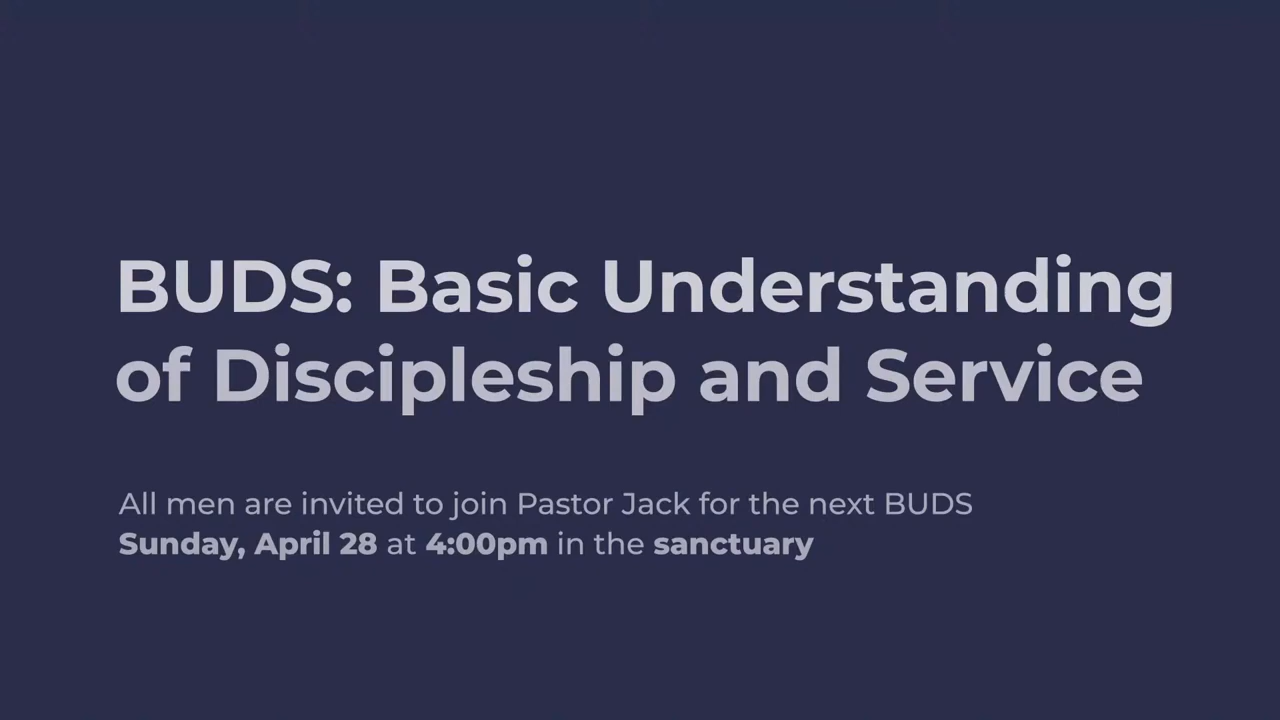 BUDS: Basic Understanding
of Discipleship and Service
All men are invited to join Pastor Jack for the next BUDS
Sunday, April 28 at 4:00pm in the sanctuary